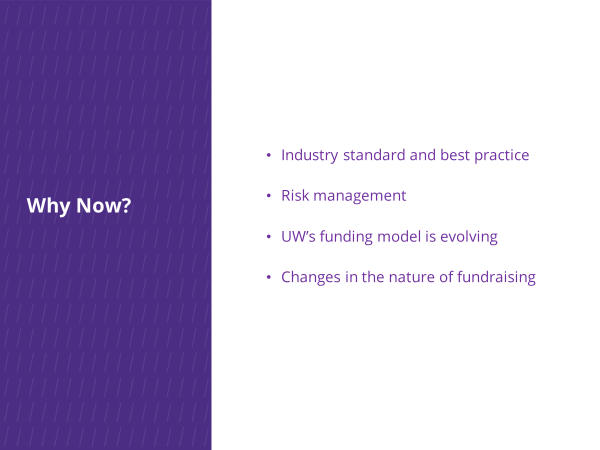 Why Now?
• Industry standard and best practice
• Risk management
• UW’s funding model is evolving
• Changes in the nature of fundraising